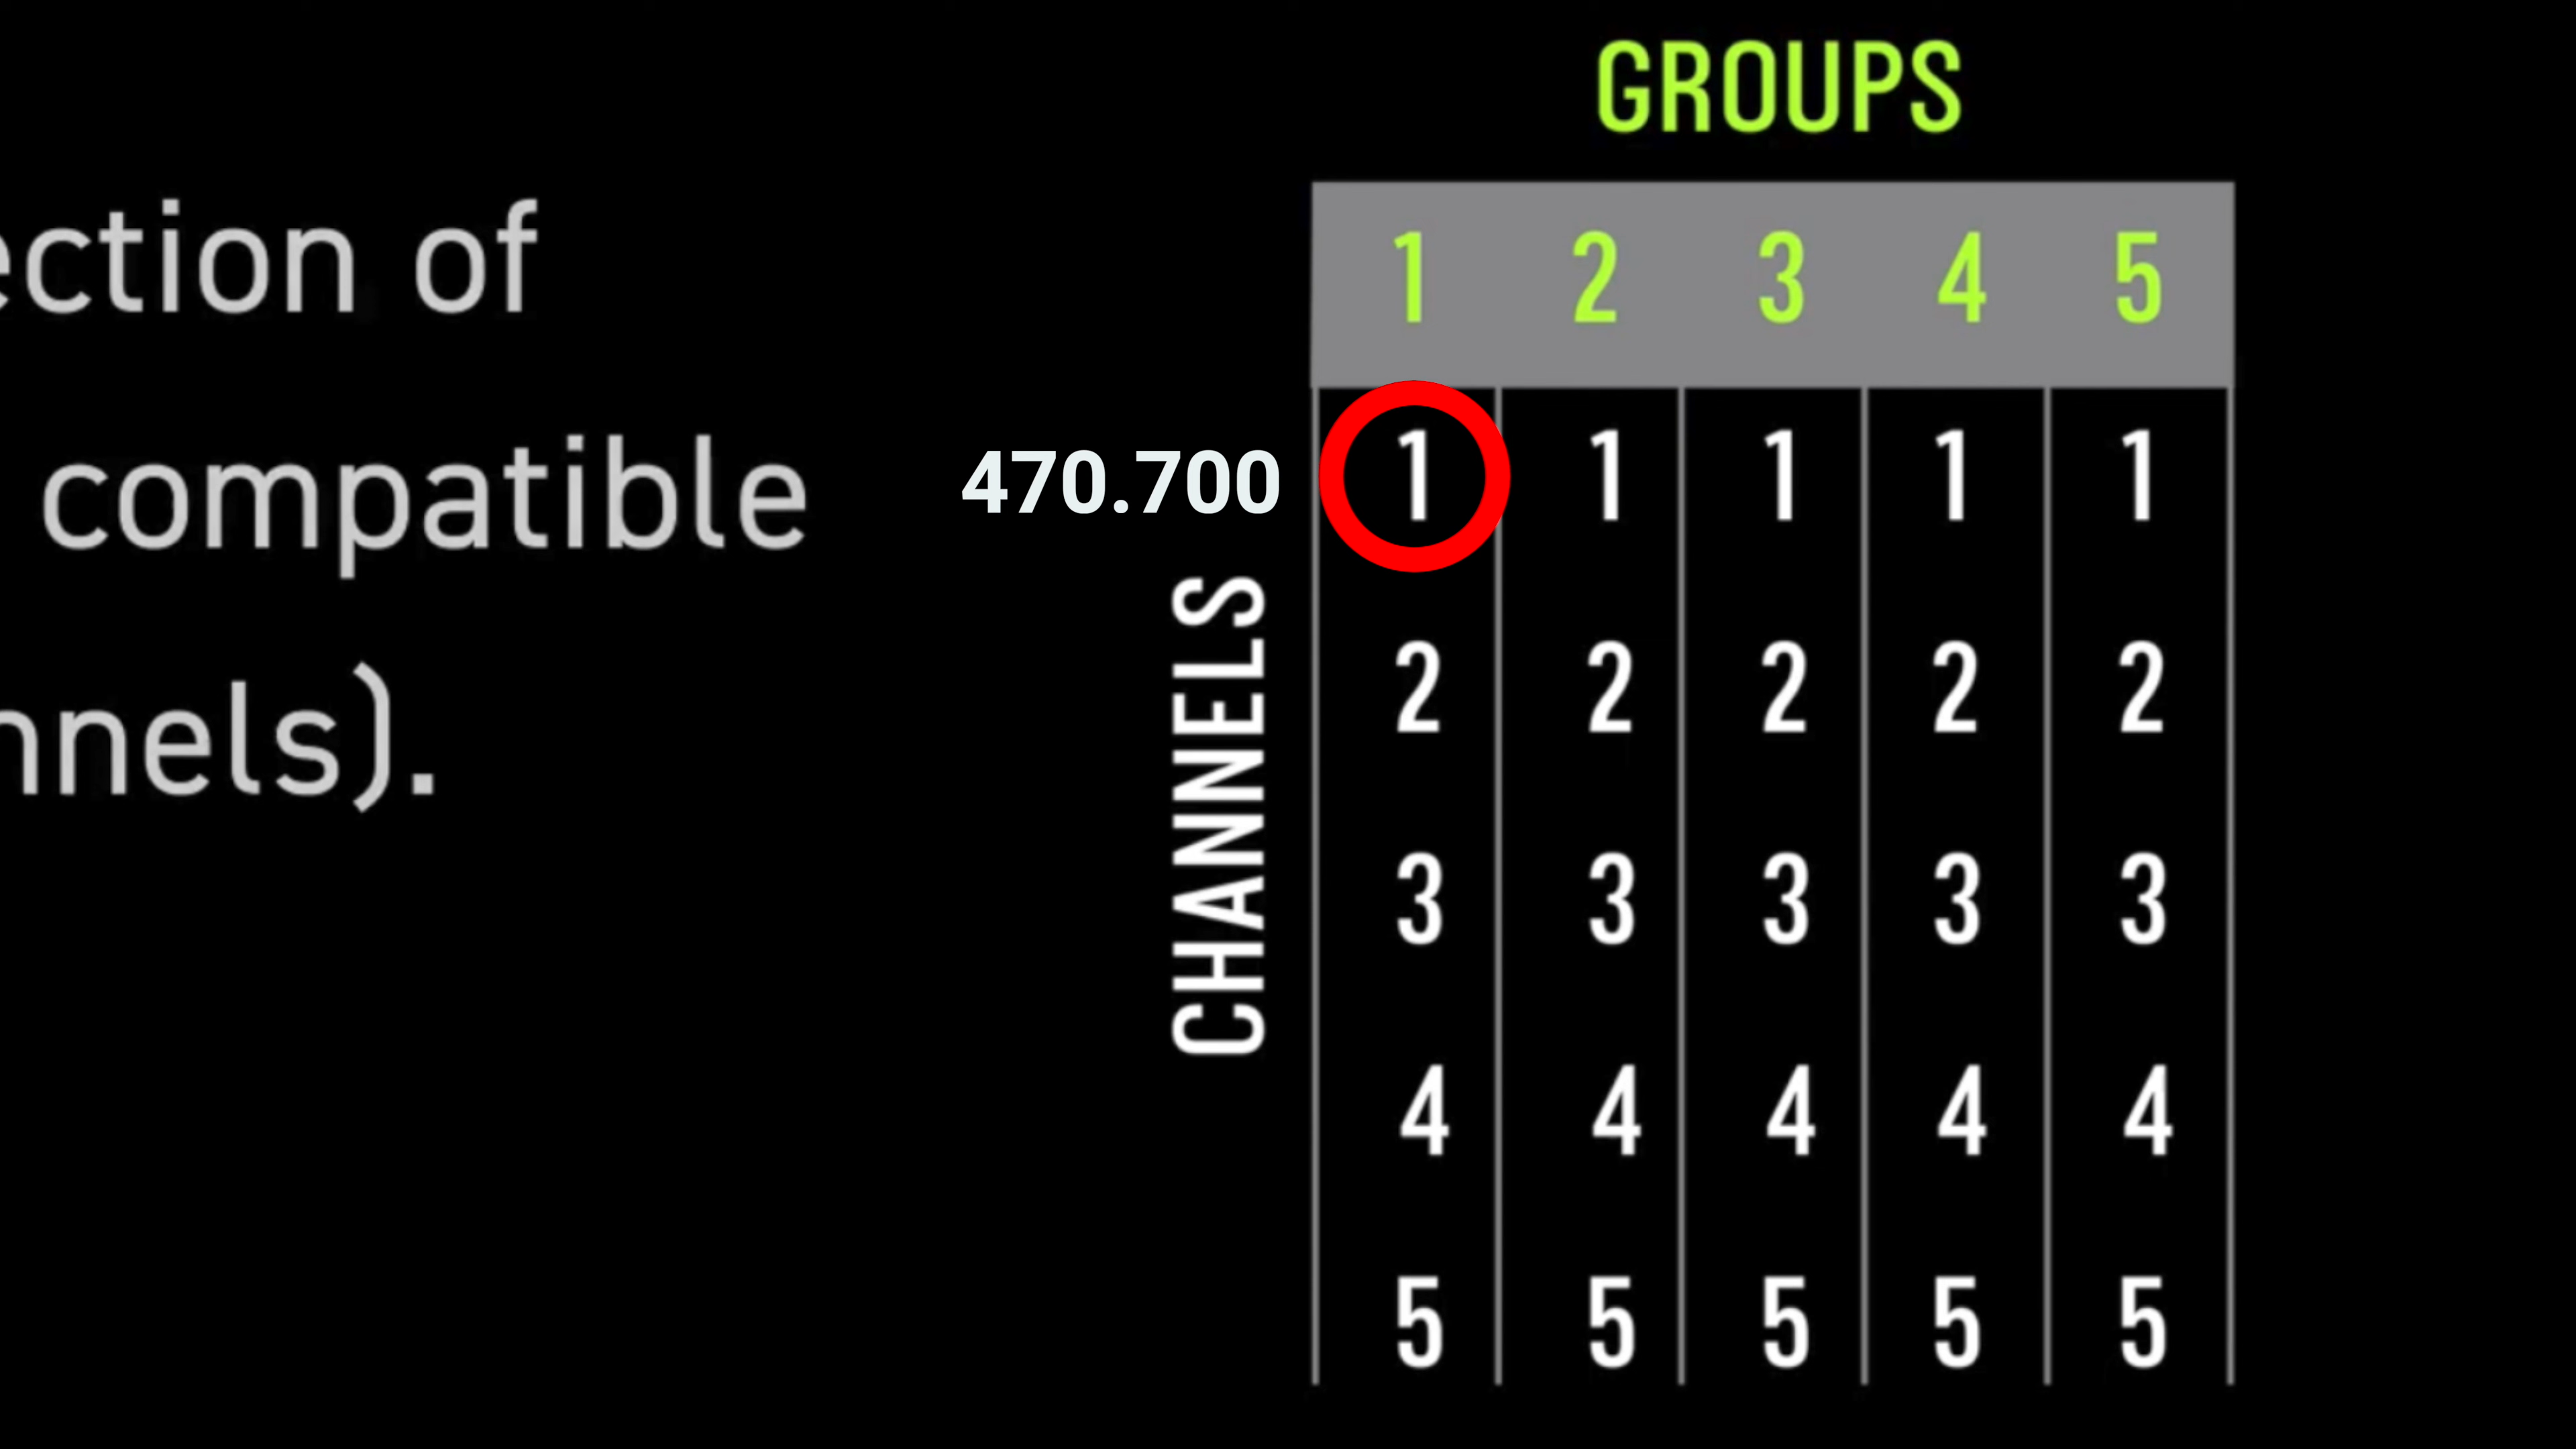 ection of
compatible
nnels).
GROUPS
1 2 3 4 5
470.700
CHANNELS
1 1 1 1 1
2 2 2 2 2
3 3 3 3 3
4 4 4 4 4
5 5 5 5 5